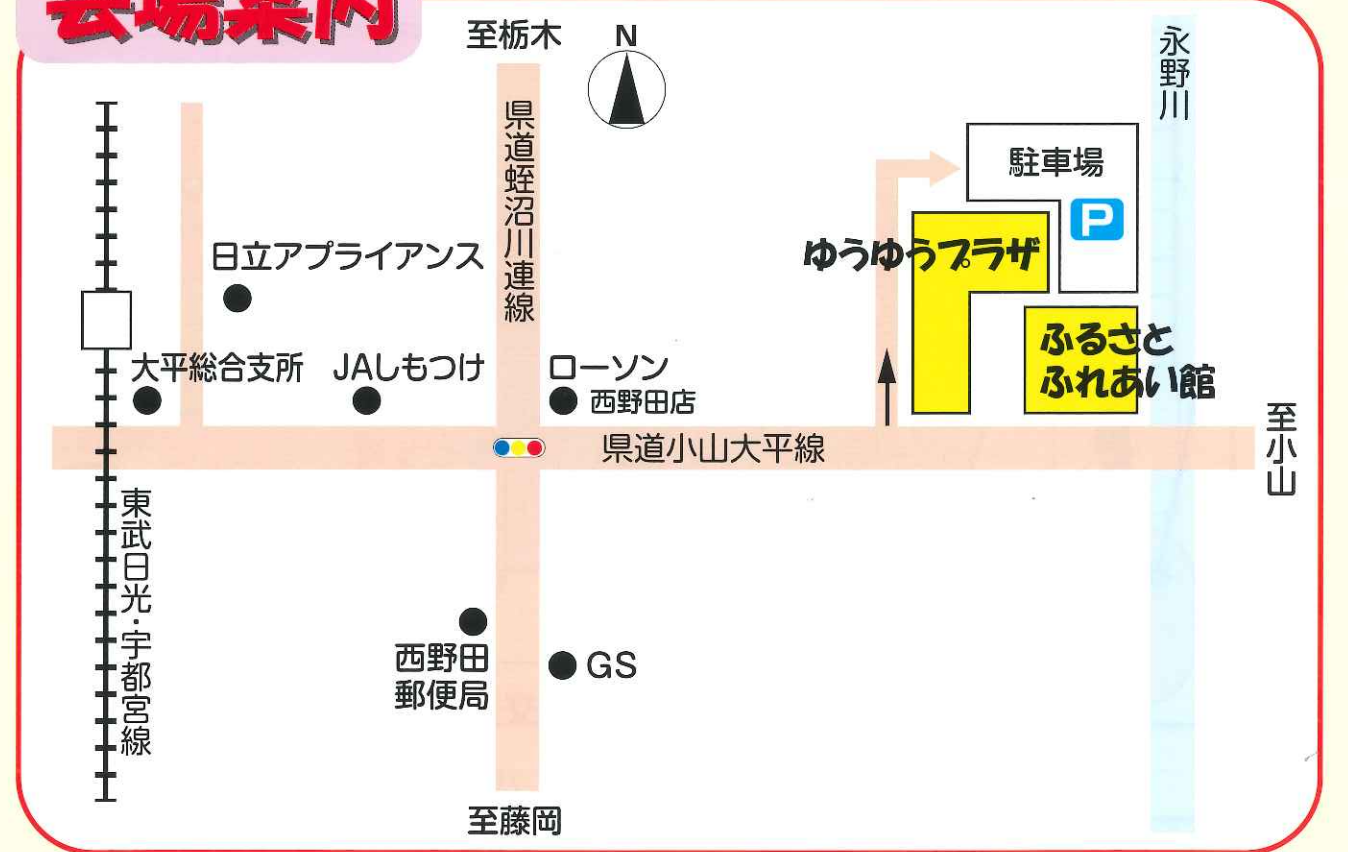 会場案内
至栃木
N
永野川
県道蛭沼川連線
駐車場
P
ゆうゆうプラザ
日立アプライアンス
ふるさと
ふれあい館
大平総合支所
JAしもつけ
ローソン
西野田店
至小山
県道小山大平線
東武日光・宇都宮線
西野田
郵便局
GS
至藤岡